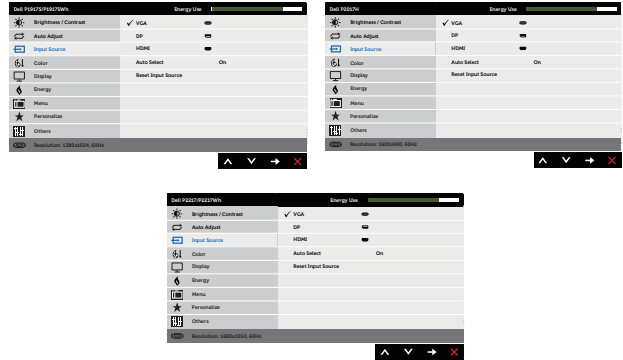 Dell P1917S/P1917SWh Energy Use
Brightness / Contrast VGA
Auto Adjust DP
Input Source HDMI
Color Auto Select On
Display Reset Input Source
Energy
Menu
Personalize
Others
Resolution: 1280x1024, 60Hz
Dell P2017H Energy Use
Brightness / Contrast VGA
Auto Adjust DP
Input Source HDMI
Color Auto Select On
Display Reset Input Source
Energy
Menu
Personalize
Others
Resolution: 1600x900, 60Hz
Dell P2217/P2217Wh Energy Use
Brightness / Contrast VGA
Auto Adjust DP
Input Source HDMI
Color Auto Select On
Display Reset Input Source
Energy
Menu
Personalize
Others
Resolution: 1680x1050, 60Hz